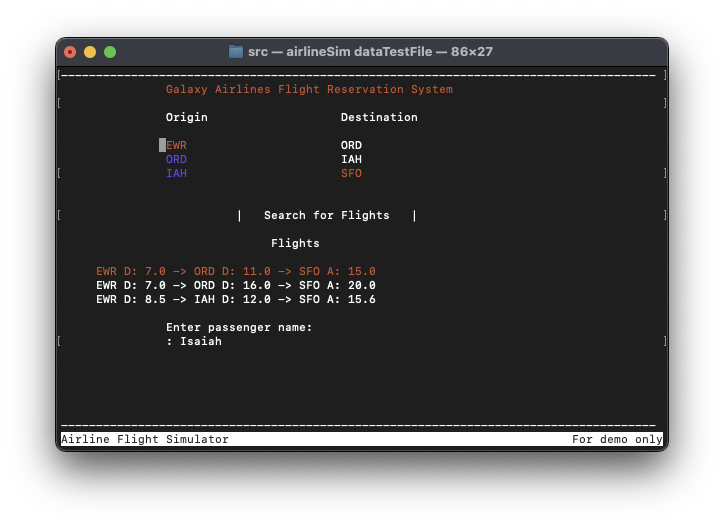 src — airlineSim dataTestFile — 86×27
Galaxy Airlines Flight Reservation System
Origin Destination
EWR ORD
ORD IAH
IAH SFO
| Search for Flights |
Flights
EWR D: 7.0 —> ORD D: 11.0 —> SFO A: 15.0
EWR D: 7.0 —> ORD D: 16.0 —> SFO A: 20.0
EWR D: 8.5 —> IAH D: 12.0 —> SFO A: 15.6
Enter passenger name:
: Isaiah
Airline Flight Simulator For demo only